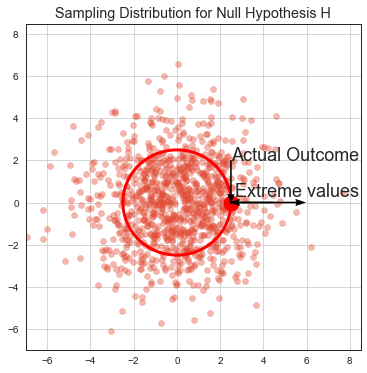 Sampling Distribution for Null Hypothesis H
8
6
4
2
0
−2
−4
−6
Actual Outcome
Extreme values
−6 −4 −2 0 2 4 6 8